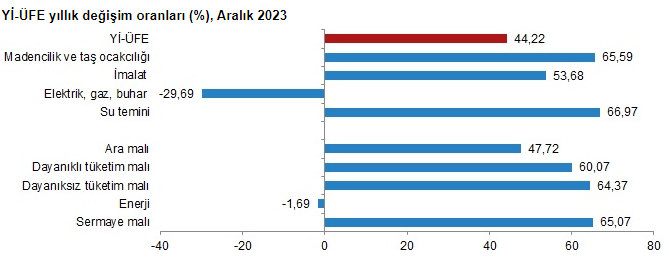 Yİ-ÜFE yıllık değişim oranları (%), Aralık 2023
Yİ-ÜFE 44,22
Madencilik ve taş ocakcılığı 65,59
İmalat 53,68
Elektrik, gaz, buhar -29,69
Su temini 66,97
Ara malı 47,72
Dayanıklı tüketim malı 60,07
Dayanıksız tüketim malı 64,37
Enerji -1,69
Sermaye malı 65,07
-40 -20 0 20 40 60 80